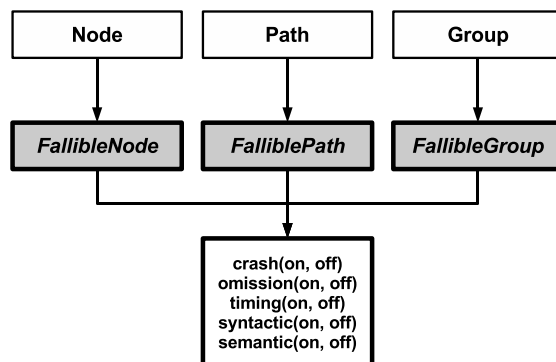 Node Path Group
FallibleNode FalliblePath FallibleGroup
crash(on, off)
omission(on, off)
timing(on, off)
syntactic(on, off)
semantic(on, off)